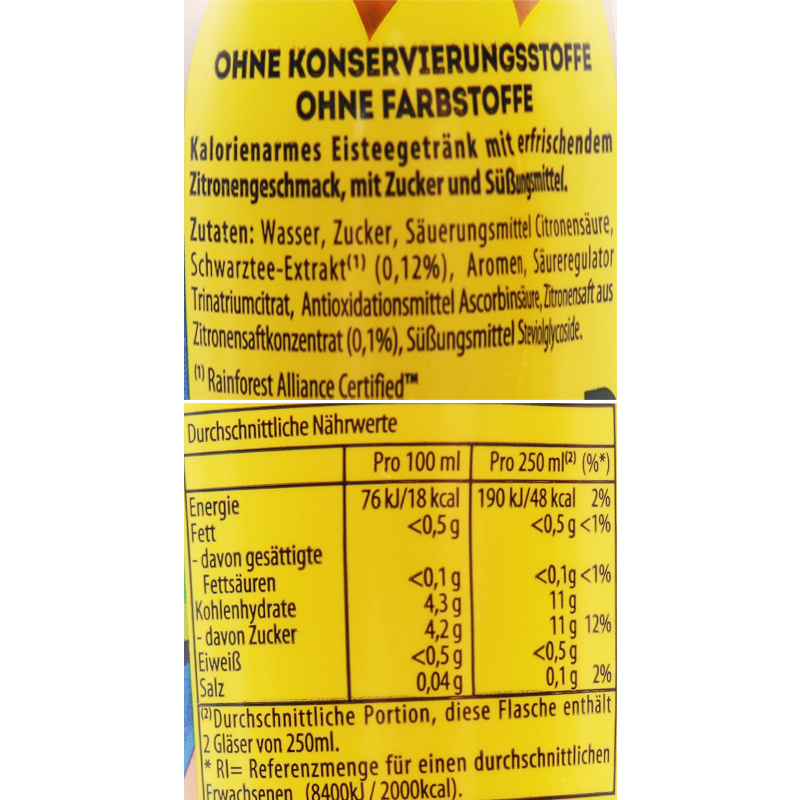 OHNE KONSERVIERUNGSSTOFFE
OHNE FARBSTOFFE
Kalorienarmes Eisteegetränk mit erfrischendem
Zitronengeschmack, mit Zucker und Süßungsmittel.
Zutaten: Wasser, Zucker, Säuerungsmittel Citronensäure,
Schwarztee-Extrakt⁽¹⁾ (0,12%), Aromen, Säureregulator
Trinatriumcitrat, Antioxidationsmittel Ascorbinsäure, Zitronensaft aus
Zitronensaftkonzentrat (0,1%), Süßungsmittel Steviolglycoside.
⁽¹⁾ Rainforest Alliance Certified™
Durchschnittliche Nährwerte
Pro 100 ml Pro 250 ml⁽²⁾ (%*)
Energie 76 kJ/18 kcal 190 kJ/48 kcal 2%
Fett <0,5 g <0,5 g <1%
- davon gesättigte
Fettsäuren <0,1 g <0,1g <1%
Kohlenhydrate 4,3 g 11 g
- davon Zucker 4,2 g 11 g 12%
Eiweiß <0,5 g <0,5 g
Salz 0,04 g 0,1 g 2%
⁽²⁾Durchschnittliche Portion, diese Flasche enthält
2 Gläser von 250ml.
* RI= Referenzmenge für einen durchschnittlichen
Erwachsenen (8400kJ / 2000kcal).